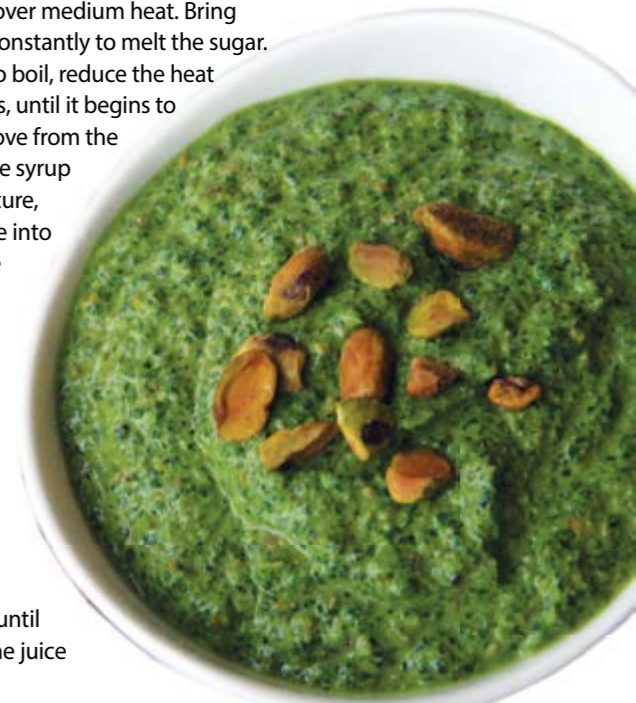 over medium heat. Bring
onstantly to melt the sugar.
o boil, reduce the heat
s, until it begins to
ove from the
e syrup
ture,
e into
until
he juice